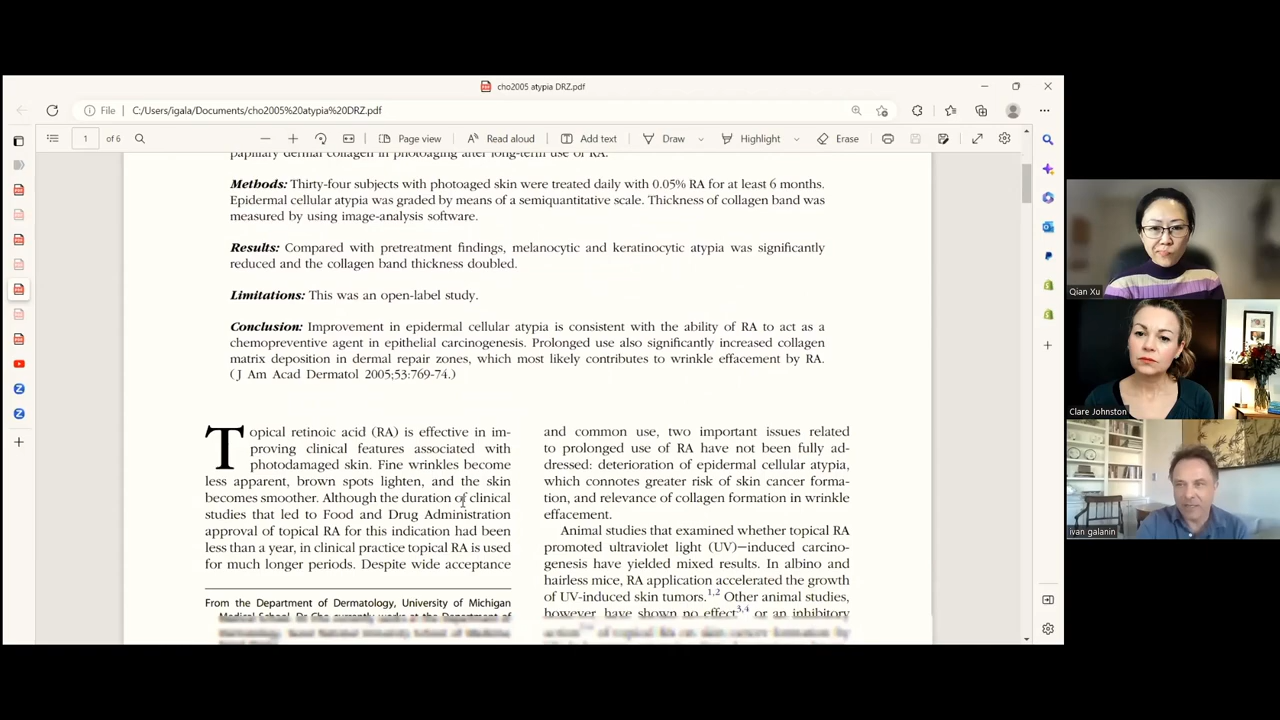 cho2005 atypia DRZ.pdf
File C:/Users/igala/Documents/cho2005%20atypia%20DRZ.pdf
1 of 6 Page view Read aloud Add text Draw Highlight Erase
papillary dermal collagen in photoaging after long-term use of RA.
Methods: Thirty-four subjects with photoaged skin were treated daily with 0.05% RA for at least 6 months.
Epidermal cellular atypia was graded by means of a semiquantitative scale. Thickness of collagen band was
measured by using image-analysis software.
Results: Compared with pretreatment findings, melanocytic and keratinocytic atypia was significantly
reduced and the collagen band thickness doubled.
Limitations: This was an open-label study.
Conclusion: Improvement in epidermal cellular atypia is consistent with the ability of RA to act as a
chemopreventive agent in epithelial carcinogenesis. Prolonged use also significantly increased collagen
matrix deposition in dermal repair zones, which most likely contributes to wrinkle effacement by RA.
( J Am Acad Dermatol 2005;53:769-74.)
Topical retinoic acid (RA) is effective in im-
proving clinical features associated with
photodamaged skin. Fine wrinkles become
less apparent, brown spots lighten, and the skin
becomes smoother. Although the duration of clinical
studies that led to Food and Drug Administration
approval of topical RA for this indication had been
less than a year, in clinical practice topical RA is used
for much longer periods. Despite wide acceptance
From the Department of Dermatology, University of Michigan
and common use, two important issues related
to prolonged use of RA have not been fully ad-
dressed: deterioration of epidermal cellular atypia,
which connotes greater risk of skin cancer forma-
tion, and relevance of collagen formation in wrinkle
effacement.
Animal studies that examined whether topical RA
promoted ultraviolet light (UV)–induced carcino-
genesis have yielded mixed results. In albino and
hairless mice, RA application accelerated the growth
of UV-induced skin tumors.1,2 Other animal studies,
however, have shown no effect3,4 or an inhibitory
Qian Xu
Clare Johnston
ivan galanin